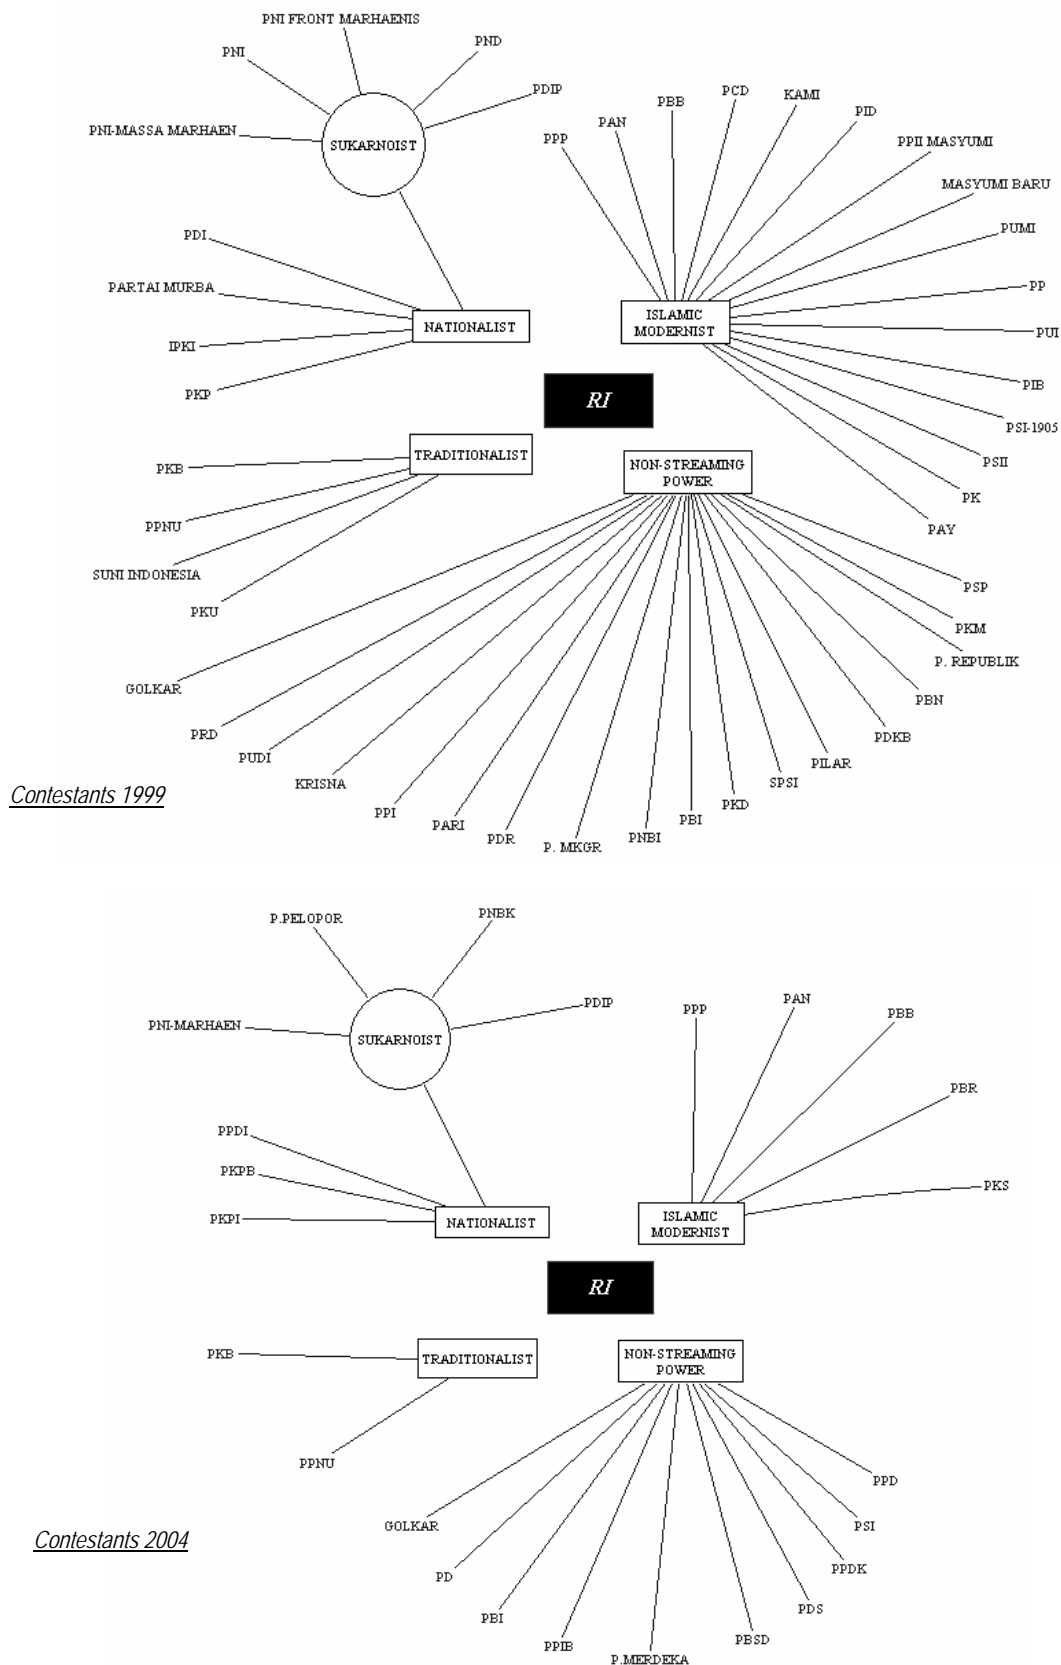 PNI FRONT MARHAENIS
PNI
PND
PDIP
PNI-MASSA MARHAEN
SUKARNOIST
PDI
PARTAI MURBA
IPKI
PKP
NATIONALIST
PPP
PAN
PBB
PCD
KAMI
PID
PPII MASYUMI
MASYUMI BARU
PUMI
PP
PUI
PIB
PSI-1905
PSII
PK
PAY
ISLAMIC
MODERNIST
RI
TRADITIONALIST
PKB
PPNU
SUNI INDONESIA
PKU
NON-STREAMING
POWER
GOLKAR
PRD
PUDI
KRISNA
PPI
PARI
PDR
P. MKGR
PNBI
PBI
PKD
SPSI
PILAR
PDKB
PBN
P. REPUBLIK
PKM
PSP
Contestants 1999
P.PELOPOR
PNBK
PDIP
PNI-MARHAEN
SUKARNOIST
PPDI
PKPB
PKPI
NATIONALIST
PPP
PAN
PBB
PBR
PKS
ISLAMIC
MODERNIST
RI
TRADITIONALIST
PKB
PPNU
NON-STREAMING
POWER
GOLKAR
PD
PBI
PPIB
P.MERDEKA
PBSD
PDS
PPDK
PSI
PPD
Contestants 2004